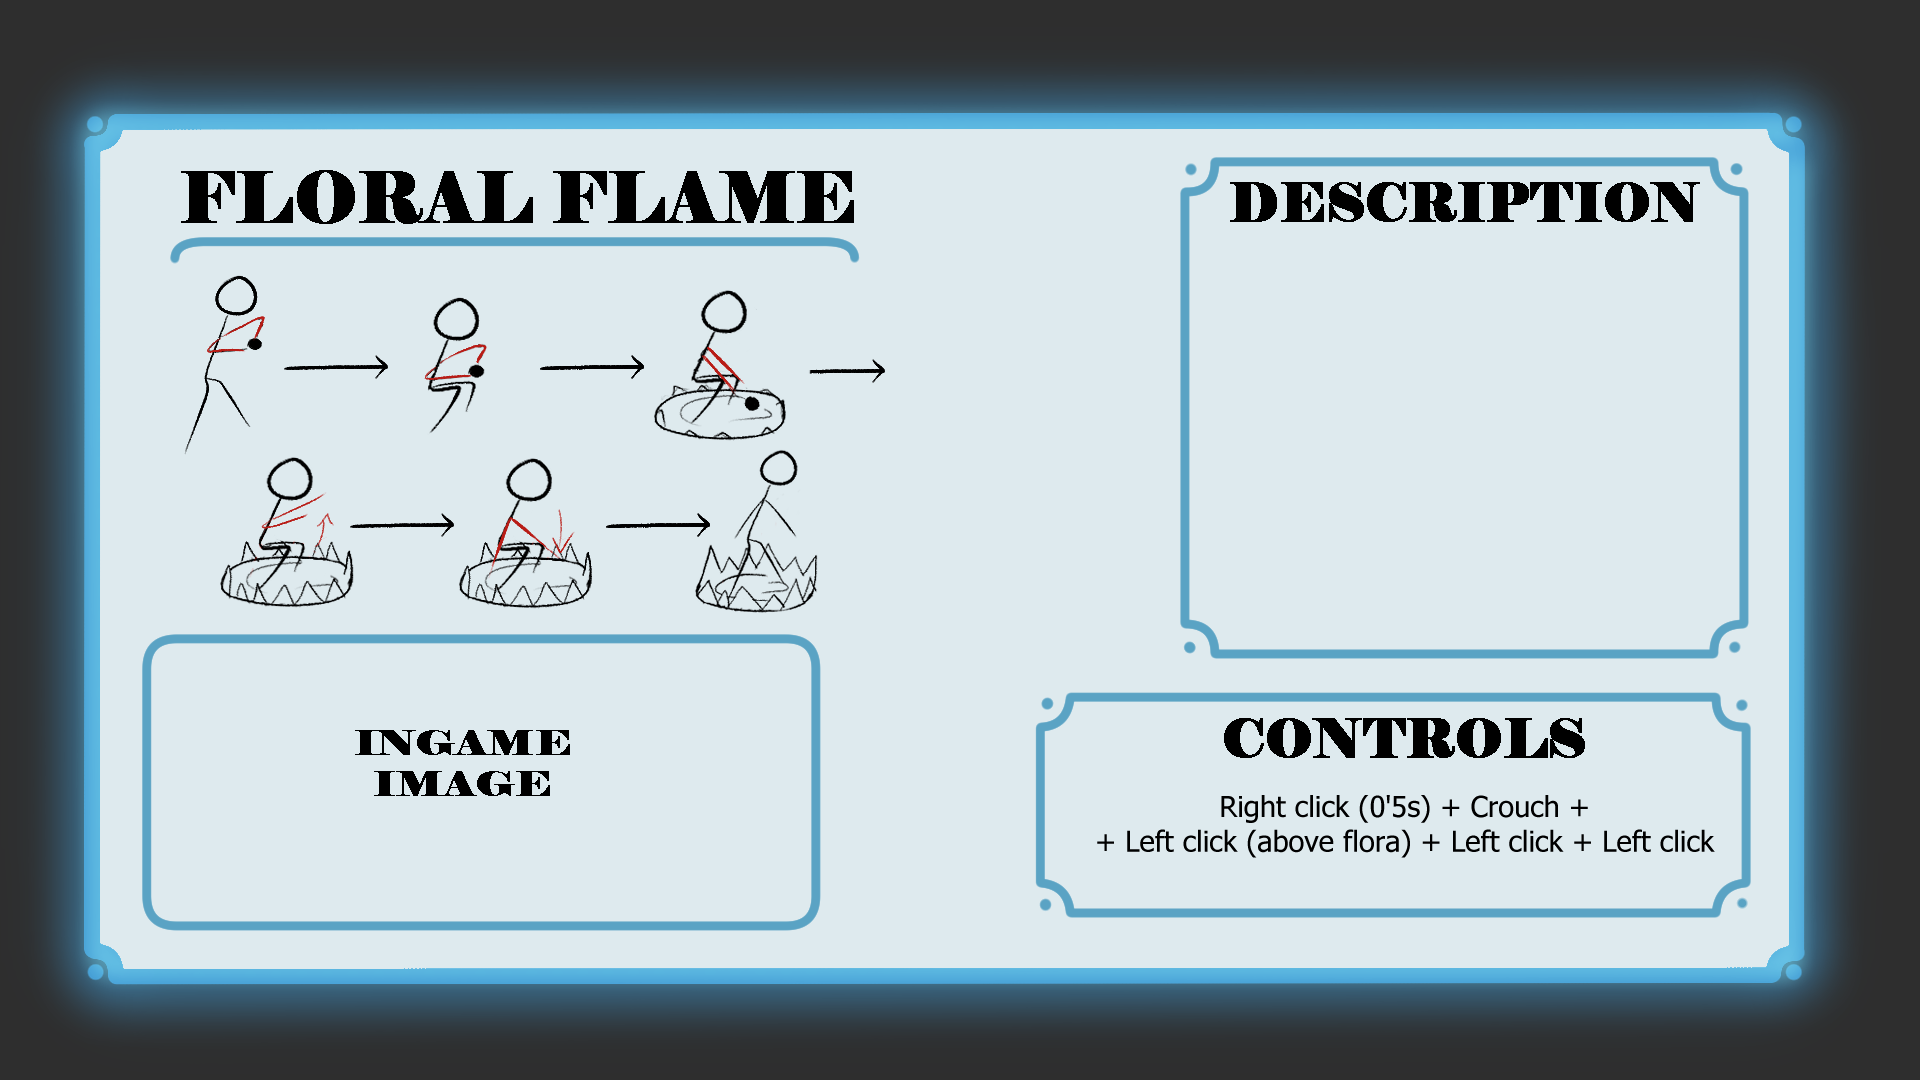 FLORAL FLAME
DESCRIPTION
INGAME
IMAGE
CONTROLS
Right click (0'5s) + Crouch +
+ Left click (above flora) + Left click + Left click